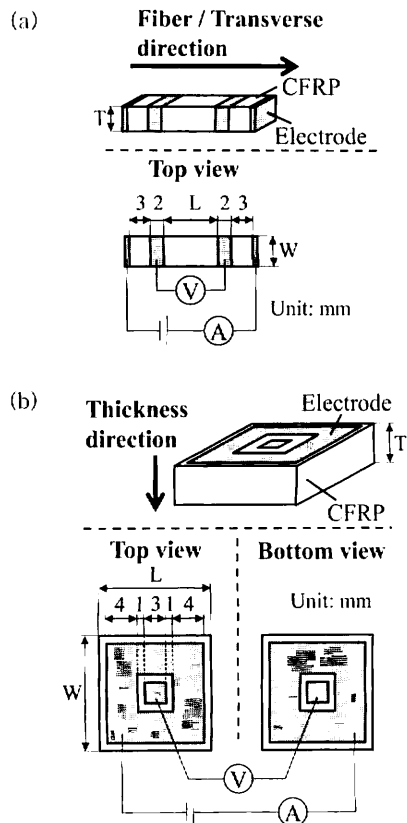 (a)
Fiber / Transverse
direction
CFRP
T
Electrode
Top view
3 2 L 2 3
W
V
A
Unit: mm
(b)
Thickness
direction
Electrode
T
CFRP
Top view
Bottom view
L
Unit: mm
4 1 3 1 4
W
V
A